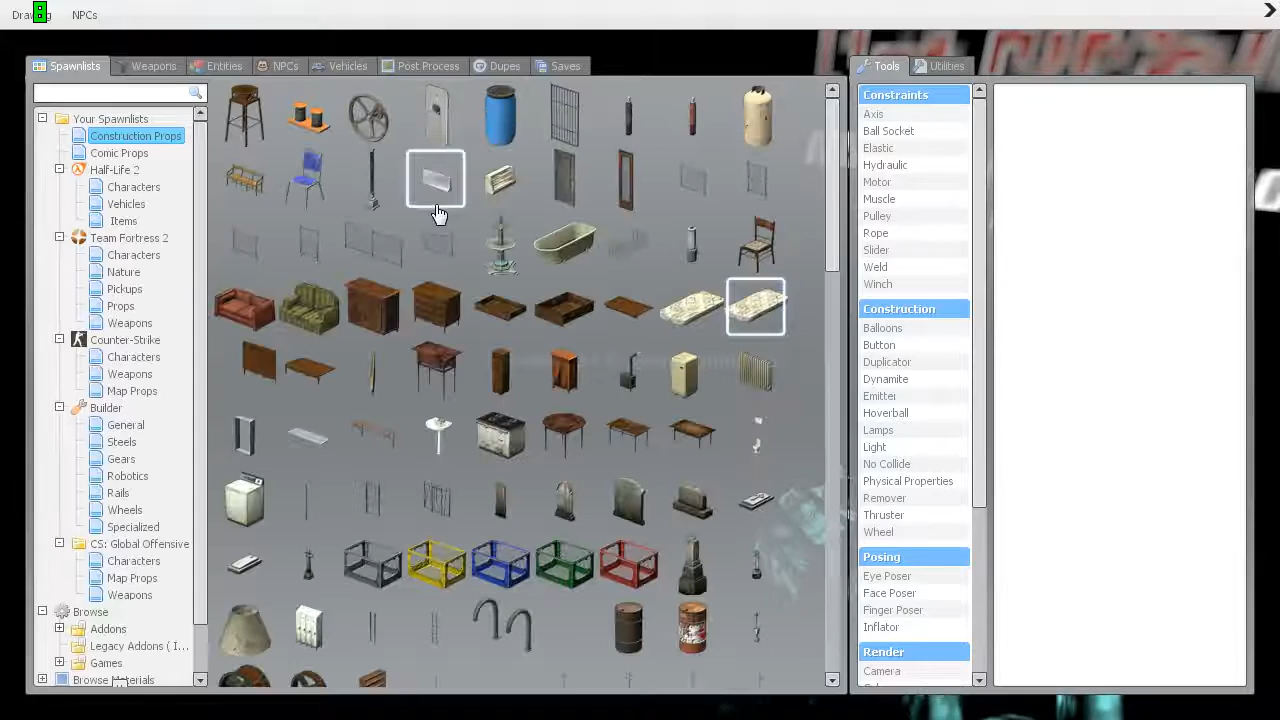 Drawing NPCs
Spawnlists Weapons Entities NPCs Vehicles Post Process Dupes Saves
Tools Utilities
Your Spawnlists
Construction Props
Comic Props
Half-Life 2
Characters
Vehicles
Items
Team Fortress 2
Characters
Nature
Pickups
Props
Weapons
Counter-Strike
Characters
Weapons
Map Props
Builder
General
Steels
Gears
Robotics
Rails
Wheels
Specialized
CS: Global Offensive
Characters
Map Props
Weapons
Browse
Addons
Legacy Addons ( I...
Games
Browse Materials
Constraints
Axis
Ball Socket
Elastic
Hydraulic
Motor
Muscle
Pulley
Rope
Slider
Weld
Winch
Construction
Balloons
Button
Duplicator
Dynamite
Emitter
Hoverball
Lamps
Light
No Collide
Physical Properties
Remover
Thruster
Wheel
Posing
Eye Poser
Face Poser
Finger Poser
Inflator
Render
Camera